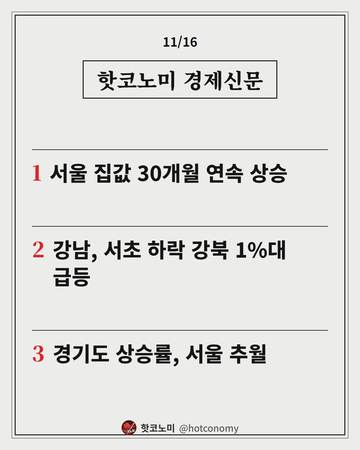 11/16
핫코노미 경제신문
1 서울 집값 30개월 연속 상승
2 강남, 서초 하락 강북 1%대
급등
3 경기도 상승률, 서울 추월
핫코노미 @hotconomy